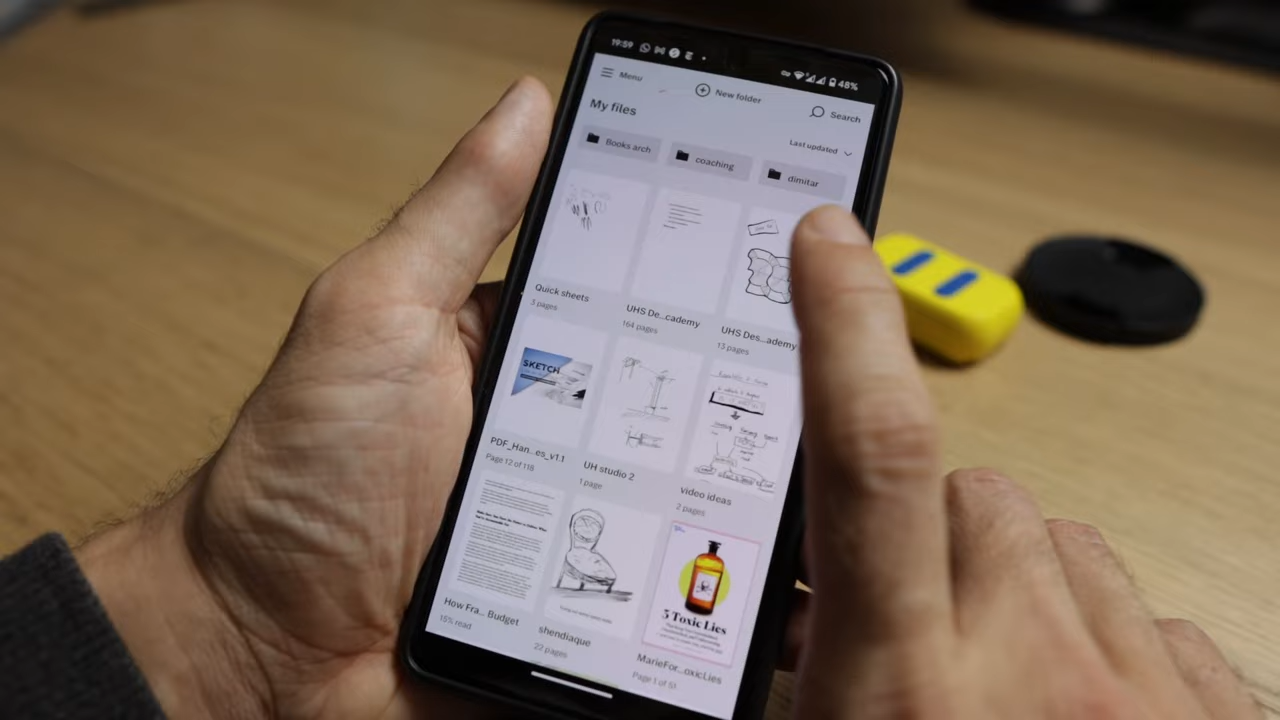 19:59
48%
Menu
New folder
Search
My files
Last updated
Books arch
coaching
dimitar
Quick sheets
3 pages
UHS De...cademy
164 pages
UHS Des...ademy
13 pages
SKETCH
PDF_Han...es_v1.1
Page 12 of 118
UH studio 2
1 page
video ideas
2 pages
How Fra... Budget
15% read
shendiaque
22 pages
5 Toxic Lies
MarieFor...oxicLies
Page 1 of 51